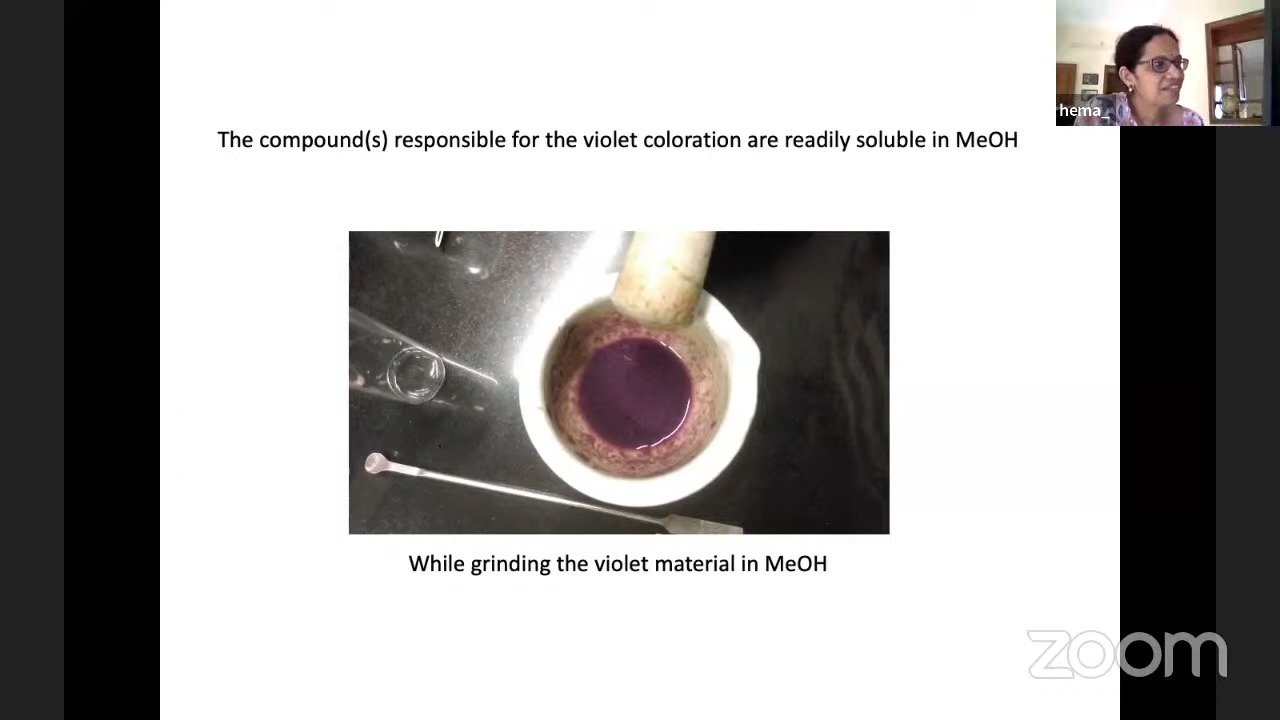 hema_
The compound(s) responsible for the violet coloration are readily soluble in MeOH
While grinding the violet material in MeOH
zoom